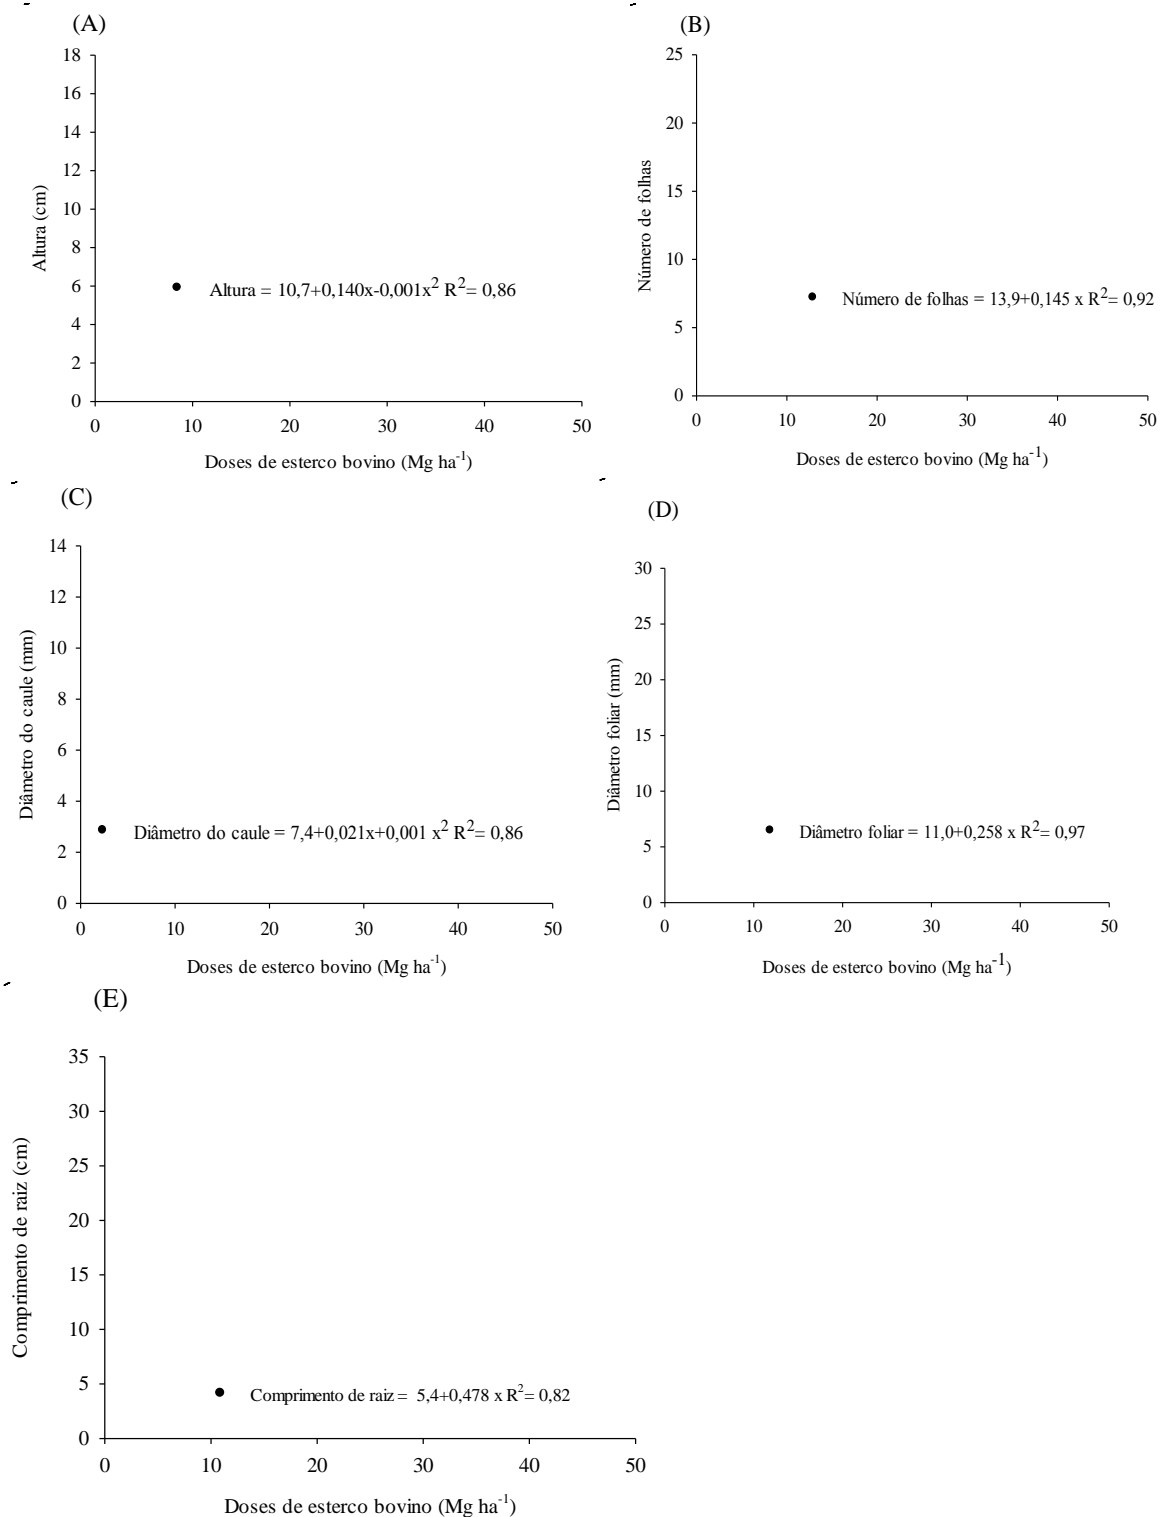 (A)
18
16
14
12
10
8
6
4
2
0
Altura (cm)
Altura = 10,7+0,140x-0,001x² R²= 0,86
0 10 20 30 40 50
Doses de esterco bovino (Mg ha⁻¹)
(B)
25
20
15
10
5
0
Número de folhas
Número de folhas = 13,9+0,145 x R²= 0,92
0 10 20 30 40 50
Doses de esterco bovino (Mg ha⁻¹)
(C)
14
12
10
8
6
4
2
0
Diâmetro do caule (mm)
Diâmetro do caule = 7,4+0,021x+0,001 x² R²= 0,86
0 10 20 30 40 50
Doses de esterco bovino (Mg ha⁻¹)
(D)
30
25
20
15
10
5
0
Diâmetro foliar (mm)
Diâmetro foliar = 11,0+0,258 x R²= 0,97
0 10 20 30 40 50
Doses de esterco bovino (Mg ha⁻¹)
(E)
35
30
25
20
15
10
5
0
Comprimento de raiz (cm)
Comprimento de raiz = 5,4+0,478 x R²= 0,82
0 10 20 30 40 50
Doses de esterco bovino (Mg ha⁻¹)